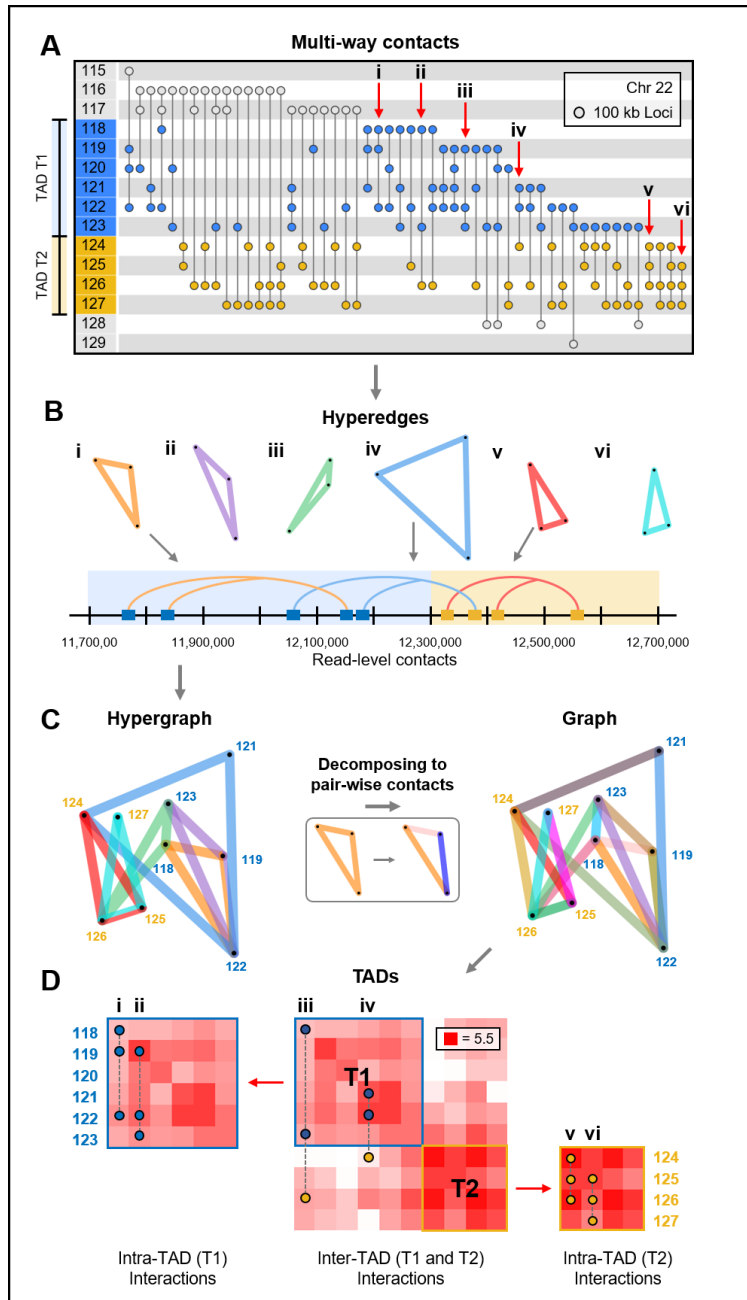 A
Multi-way contacts
i ii iii iv v vi
Chr 22
100 kb Loci
115
116
117
118
119
120
121
122
123
124
125
126
127
128
129
TAD T1
TAD T2
B
Hyperedges
i ii iii iv v vi
11,700,00 11,900,000 12,100,000 12,300,000 12,500,000 12,700,000
Read-level contacts
C
Hypergraph
121
124
127
123
118
119
126
125
122
Decomposing to
pair-wise contacts
Graph
121
124
127
123
118
119
126
125
122
D
TADs
i ii
118
119
120
121
122
123
iii iv
= 5.5
T1
T2
v vi
124
125
126
127
Intra-TAD (T1)
Interactions
Inter-TAD (T1 and T2)
Interactions
Intra-TAD (T2)
Interactions